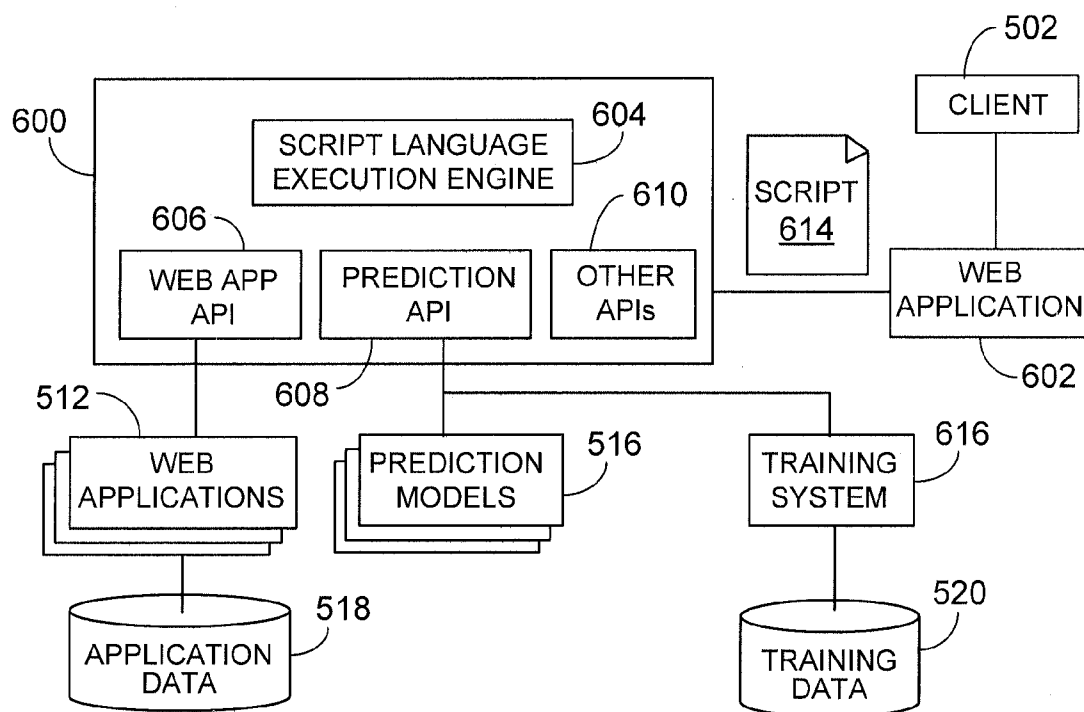 502
CLIENT
600
604
SCRIPT LANGUAGE
EXECUTION ENGINE
SCRIPT
614
606
610
WEB APP
API
PREDICTION
API
OTHER
APIs
WEB
APPLICATION
608
602
512
WEB
APPLICATIONS
PREDICTION
MODELS
516
TRAINING
SYSTEM
616
APPLICATION
DATA
518
TRAINING
DATA
520